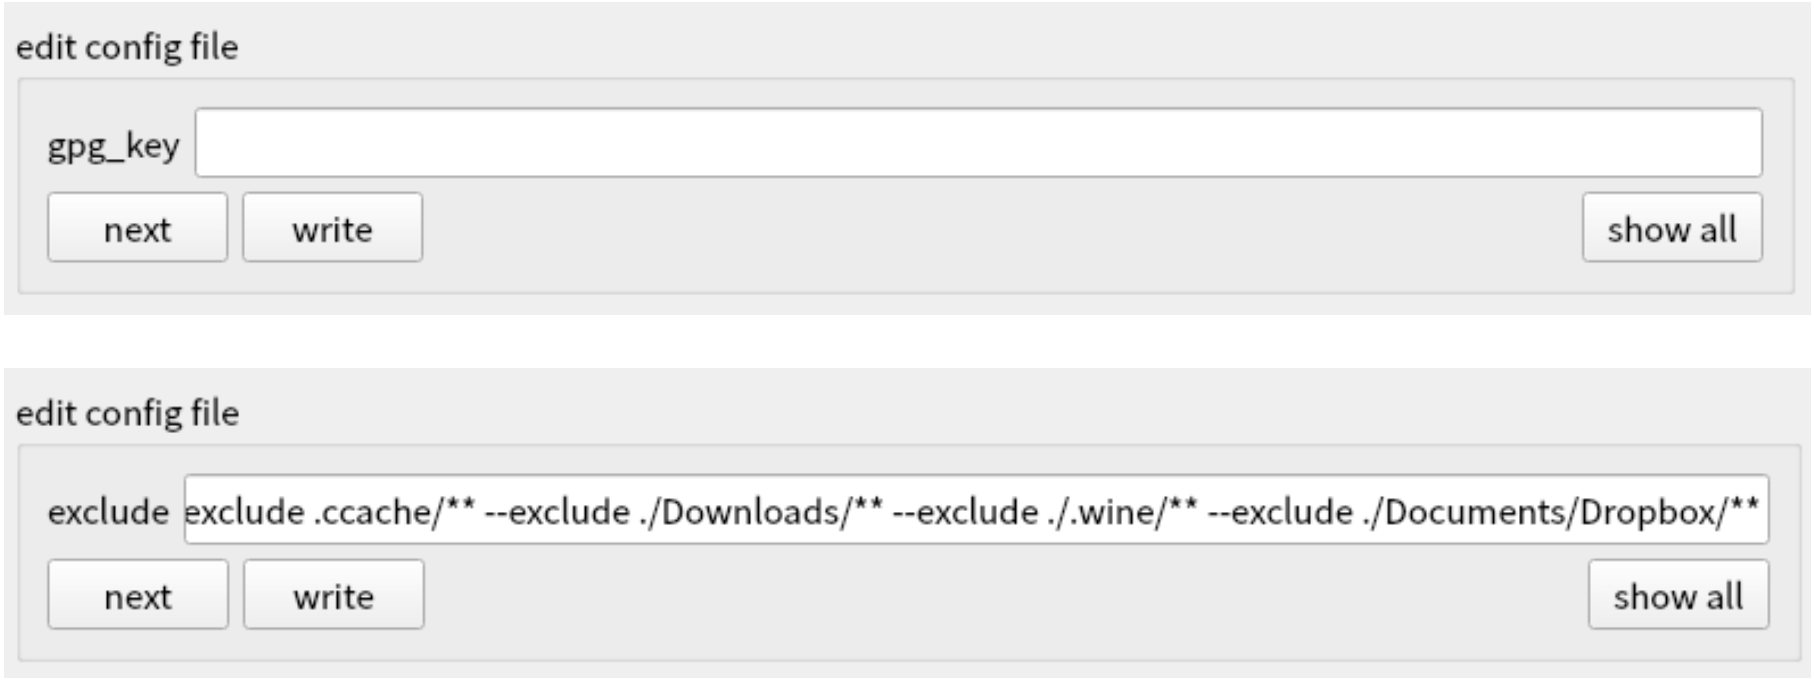 edit config file
gpg_key
next write show all
edit config file
exclude exclude .ccache/** --exclude ./Downloads/** --exclude ./.wine/** --exclude ./Documents/Dropbox/**
next write show all